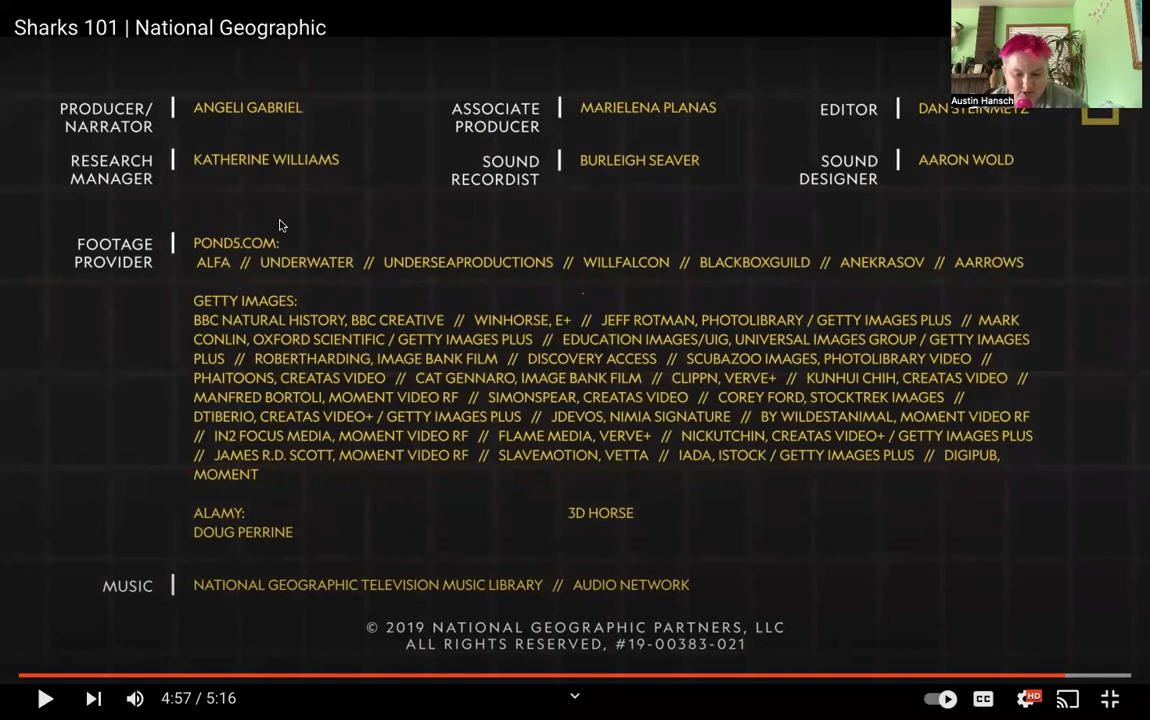 Sharks 101 | National Geographic
Austin Hansch
PRODUCER/
NARRATOR
ANGELI GABRIEL
ASSOCIATE
PRODUCER
MARIELENA PLANAS
EDITOR
DAN STEINMETZ
RESEARCH
MANAGER
KATHERINE WILLIAMS
SOUND
RECORDIST
BURLEIGH SEAVER
SOUND
DESIGNER
AARON WOLD
FOOTAGE
PROVIDER
POND5.COM:
ALFA // UNDERWATER // UNDERSEAPRODUCTIONS // WILLFALCON // BLACKBOXGUILD // ANEKRASOV // AARROWS
GETTY IMAGES:
BBC NATURAL HISTORY, BBC CREATIVE // WINHORSE, E+ // JEFF ROTMAN, PHOTOLIBRARY / GETTY IMAGES PLUS // MARK
CONLIN, OXFORD SCIENTIFIC / GETTY IMAGES PLUS // EDUCATION IMAGES/UIG, UNIVERSAL IMAGES GROUP / GETTY IMAGES
PLUS // ROBERTHARDING, IMAGE BANK FILM // DISCOVERY ACCESS // SCUBAZOO IMAGES, PHOTOLIBRARY VIDEO //
PHAITOONS, CREATAS VIDEO // CAT GENNARO, IMAGE BANK FILM // CLIPPN, VERVE+ // KUNHUI CHIH, CREATAS VIDEO //
MANFRED BORTOLI, MOMENT VIDEO RF // SIMONSPEAR, CREATAS VIDEO // COREY FORD, STOCKTREK IMAGES //
DTIBERIO, CREATAS VIDEO+ / GETTY IMAGES PLUS // JDEVOS, NIMIA SIGNATURE // BY WILDESTANIMAL, MOMENT VIDEO RF
// IN2 FOCUS MEDIA, MOMENT VIDEO RF // FLAME MEDIA, VERVE+ // NICKUTCHIN, CREATAS VIDEO+ / GETTY IMAGES PLUS
// JAMES R.D. SCOTT, MOMENT VIDEO RF // SLAVEMOTION, VETTA // IADA, ISTOCK / GETTY IMAGES PLUS // DIGIPUB,
MOMENT
ALAMY:
DOUG PERRINE
3D HORSE
MUSIC
NATIONAL GEOGRAPHIC TELEVISION MUSIC LIBRARY // AUDIO NETWORK
© 2019 NATIONAL GEOGRAPHIC PARTNERS, LLC
ALL RIGHTS RESERVED, #19-00383-021
4:57 / 5:16
CC
HD